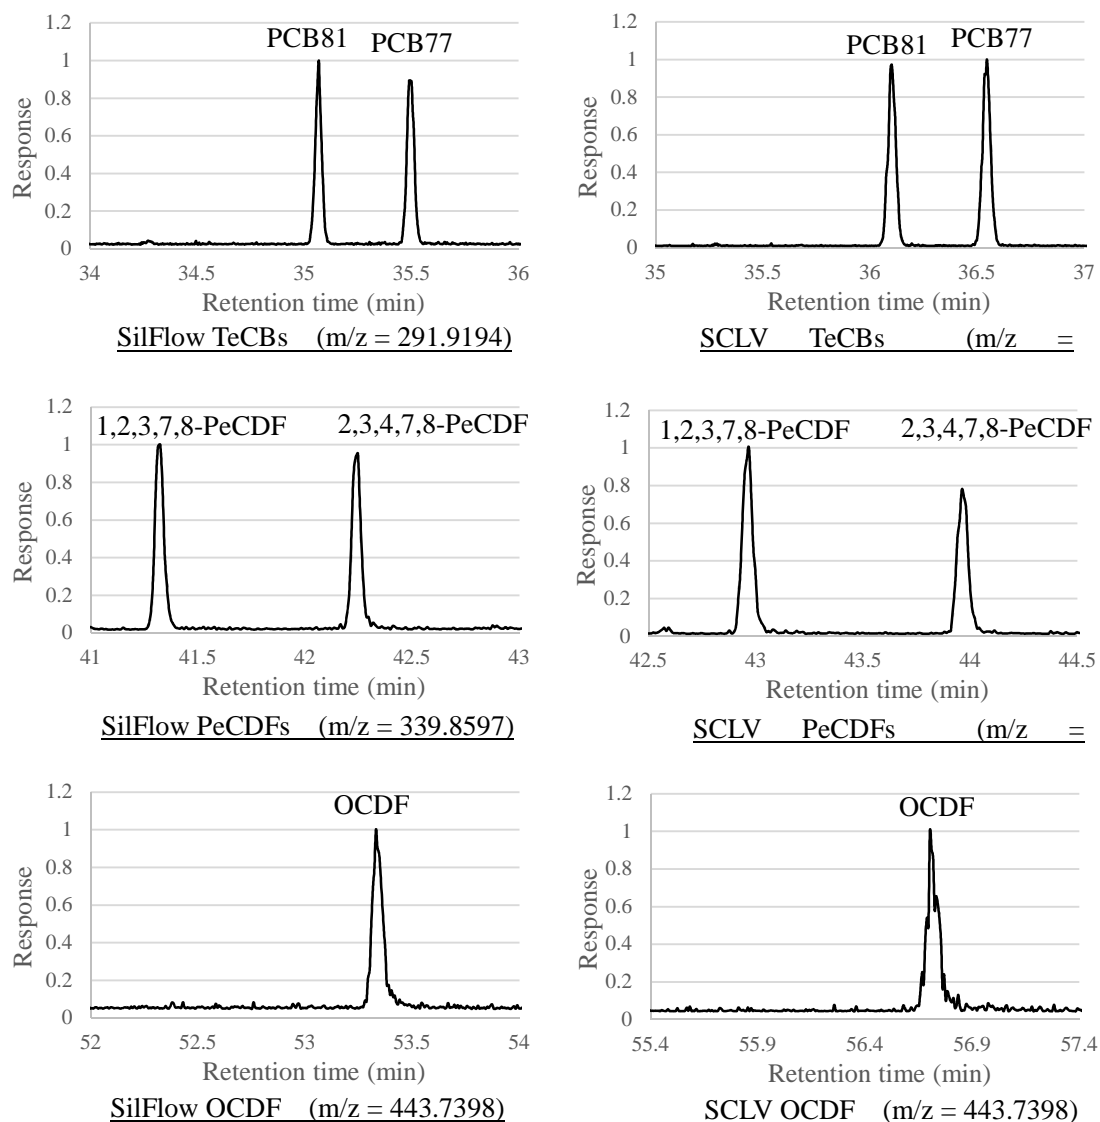 1.2
1
0.8
0.6
0.4
0.2
0
Response
PCB81
PCB77
34 34.5 35 35.5 36
Retention time (min)
SilFlow TeCBs (m/z = 291.9194)
1.2
1
0.8
0.6
0.4
0.2
0
Response
PCB81
PCB77
35 35.5 36 36.5 37
Retention time (min)
SCLV TeCBs (m/z =
1.2
1
0.8
0.6
0.4
0.2
0
Response
1,2,3,7,8-PeCDF
2,3,4,7,8-PeCDF
41 41.5 42 42.5 43
Retention time (min)
SilFlow PeCDFs (m/z = 339.8597)
1.2
1
0.8
0.6
0.4
0.2
0
Response
1,2,3,7,8-PeCDF
2,3,4,7,8-PeCDF
42.5 43 43.5 44 44.5
Retention time (min)
SCLV PeCDFs (m/z =
1.2
1
0.8
0.6
0.4
0.2
0
Response
OCDF
52 52.5 53 53.5 54
Retention time (min)
SilFlow OCDF (m/z = 443.7398)
1.2
1
0.8
0.6
0.4
0.2
0
Response
OCDF
55.4 55.9 56.4 56.9 57.4
Retention time (min)
SCLV OCDF (m/z = 443.7398)